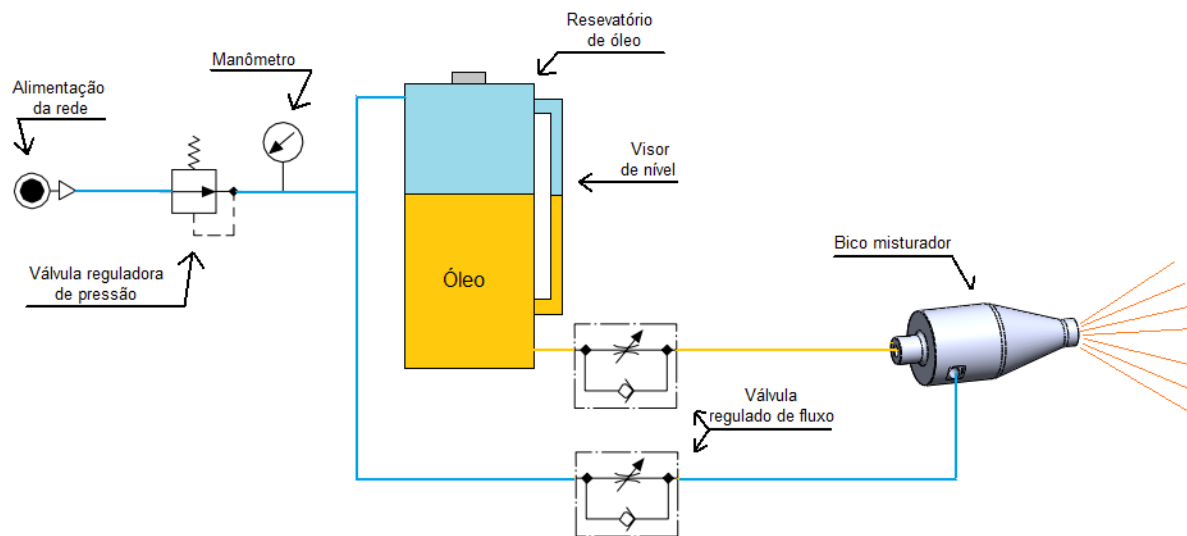 Resevatório
de óleo
Manômetro
Alimentação
da rede
Visor
de nível
Bico misturador
Válvula reguladora
de pressão
Óleo
Válvula
regulado de fluxo